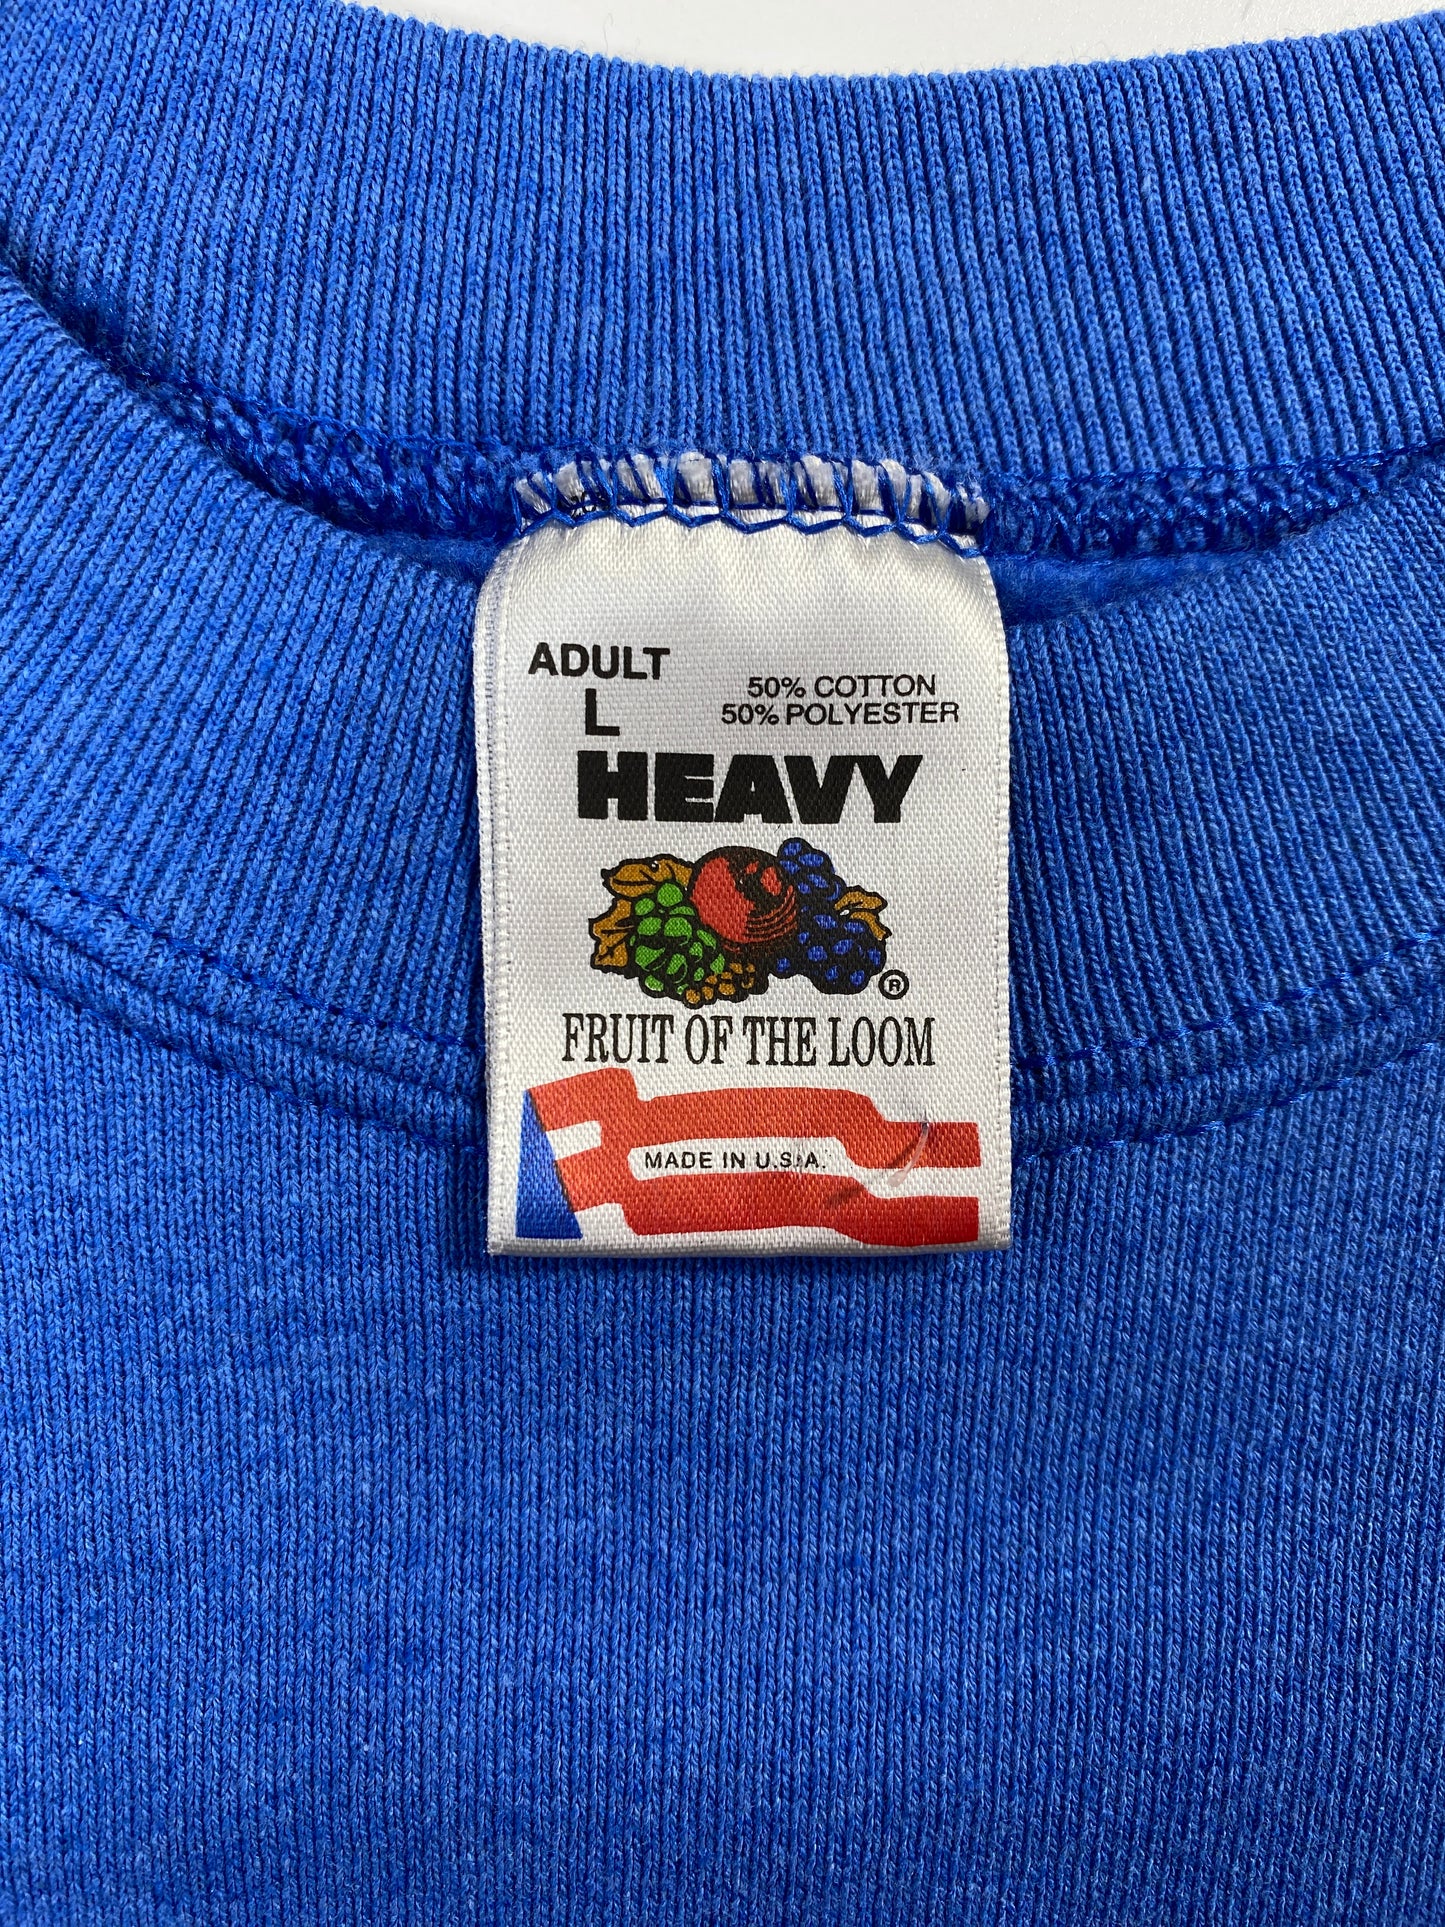 ADULT
L
50% COTTON
50% POLYESTER
HEAVY
®
FRUIT OF THE LOOM
MADE IN U.S.A.